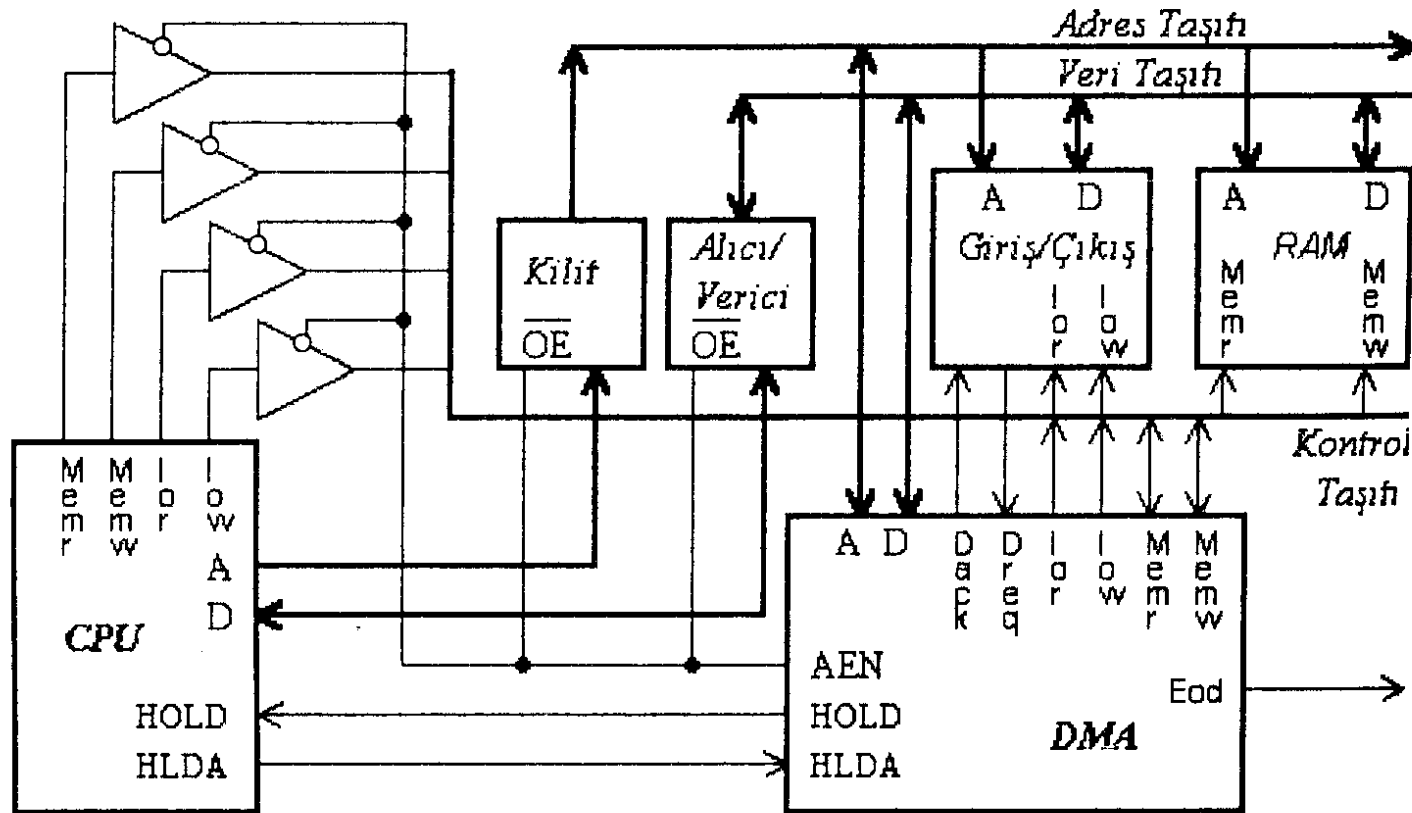 Adres Taşıtı
Veri Taşıtı
A
D
Giriş/Çıkış
Ior
Iow
A
D
RAM
Memr
Memw
Kilit
OE
Alıcı/
Verici
OE
Kontrol
Taşıtı
Memr
Memw
Ior
Iow
A
D
CPU
HOLD
HLDA
A
D
Dack
Dreq
Ior
Iow
Memr
Memw
AEN
HOLD
HLDA
Eod
DMA